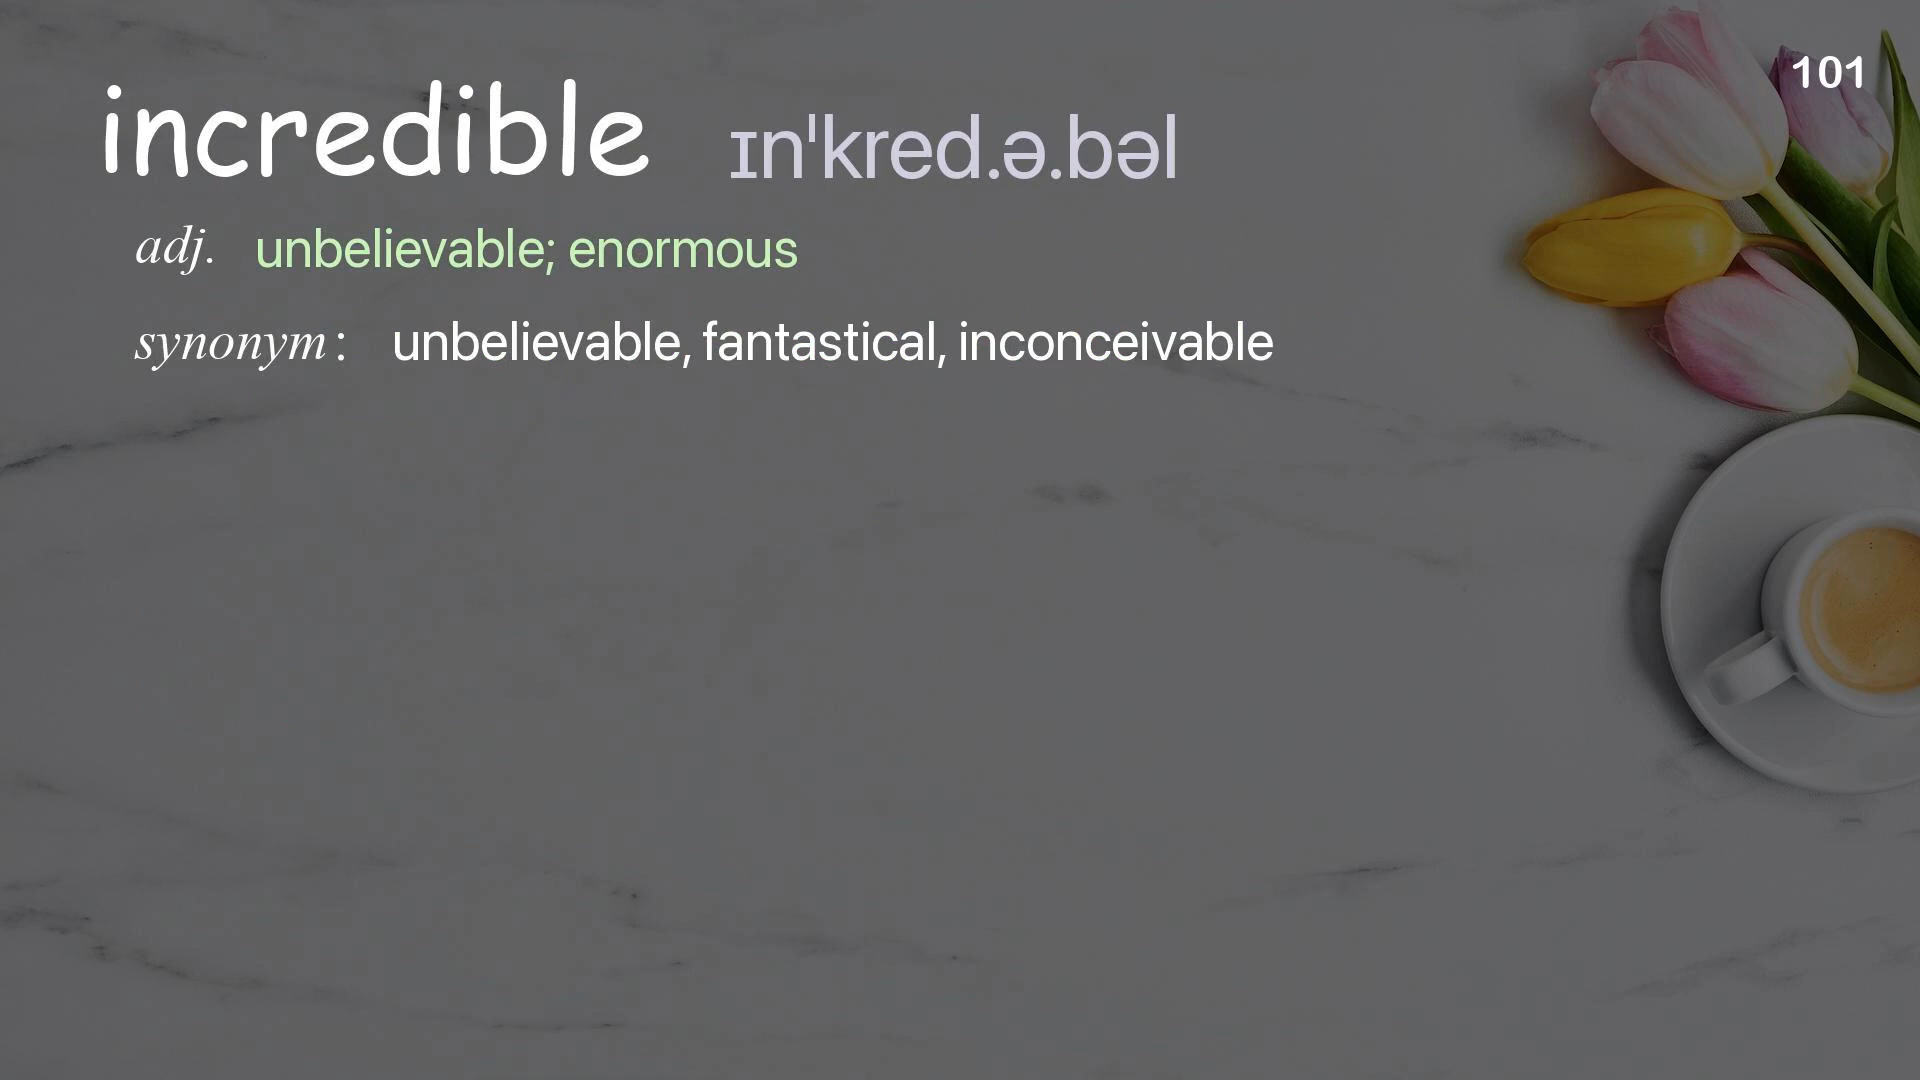 101
incredible ɪnˈkred.ə.bəl
adj. unbelievable; enormous
synonym: unbelievable, fantastical, inconceivable